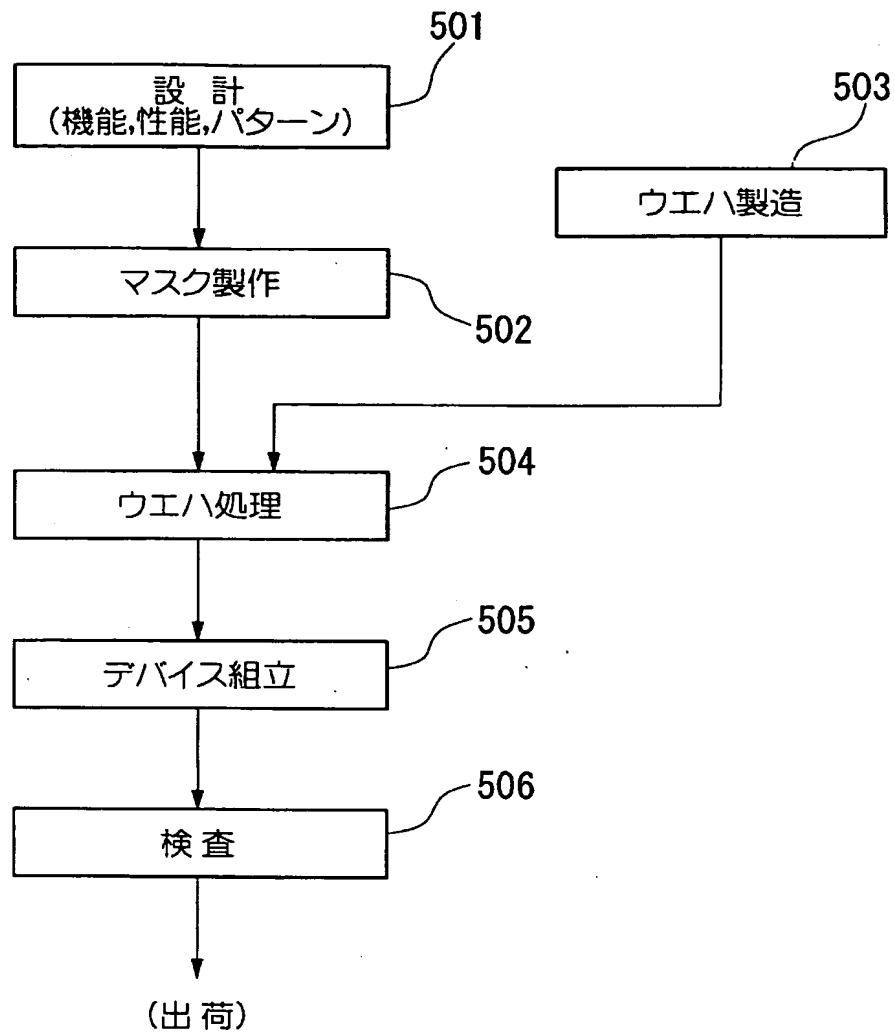 501
設 計
(機能,性能,パターン)
503
ウエハ製造
マスク製作
502
504
ウエハ処理
505
デバイス組立
506
検 査
(出 荷)